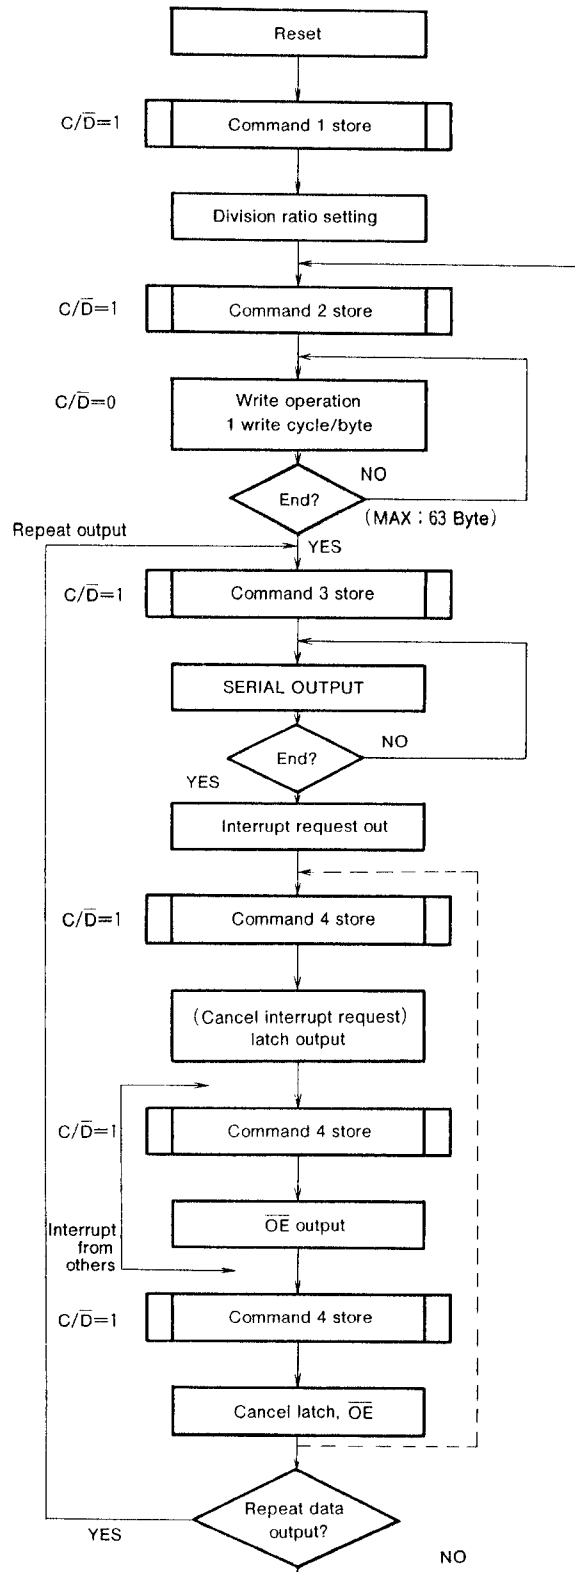 Reset
C/D̅=1
Command 1 store
Division ratio setting
C/D̅=1
Command 2 store
C/D̅=0
Write operation
1 write cycle/byte
NO
End?
(MAX : 63 Byte)
Repeat output
YES
C/D̅=1
Command 3 store
SERIAL OUTPUT
NO
End?
YES
Interrupt request out
C/D̅=1
Command 4 store
(Cancel interrupt request)
latch output
C/D̅=1
Command 4 store
O̅E̅ output
Interrupt
from
others
C/D̅=1
Command 4 store
Cancel latch, O̅E̅
Repeat data
output?
YES
NO